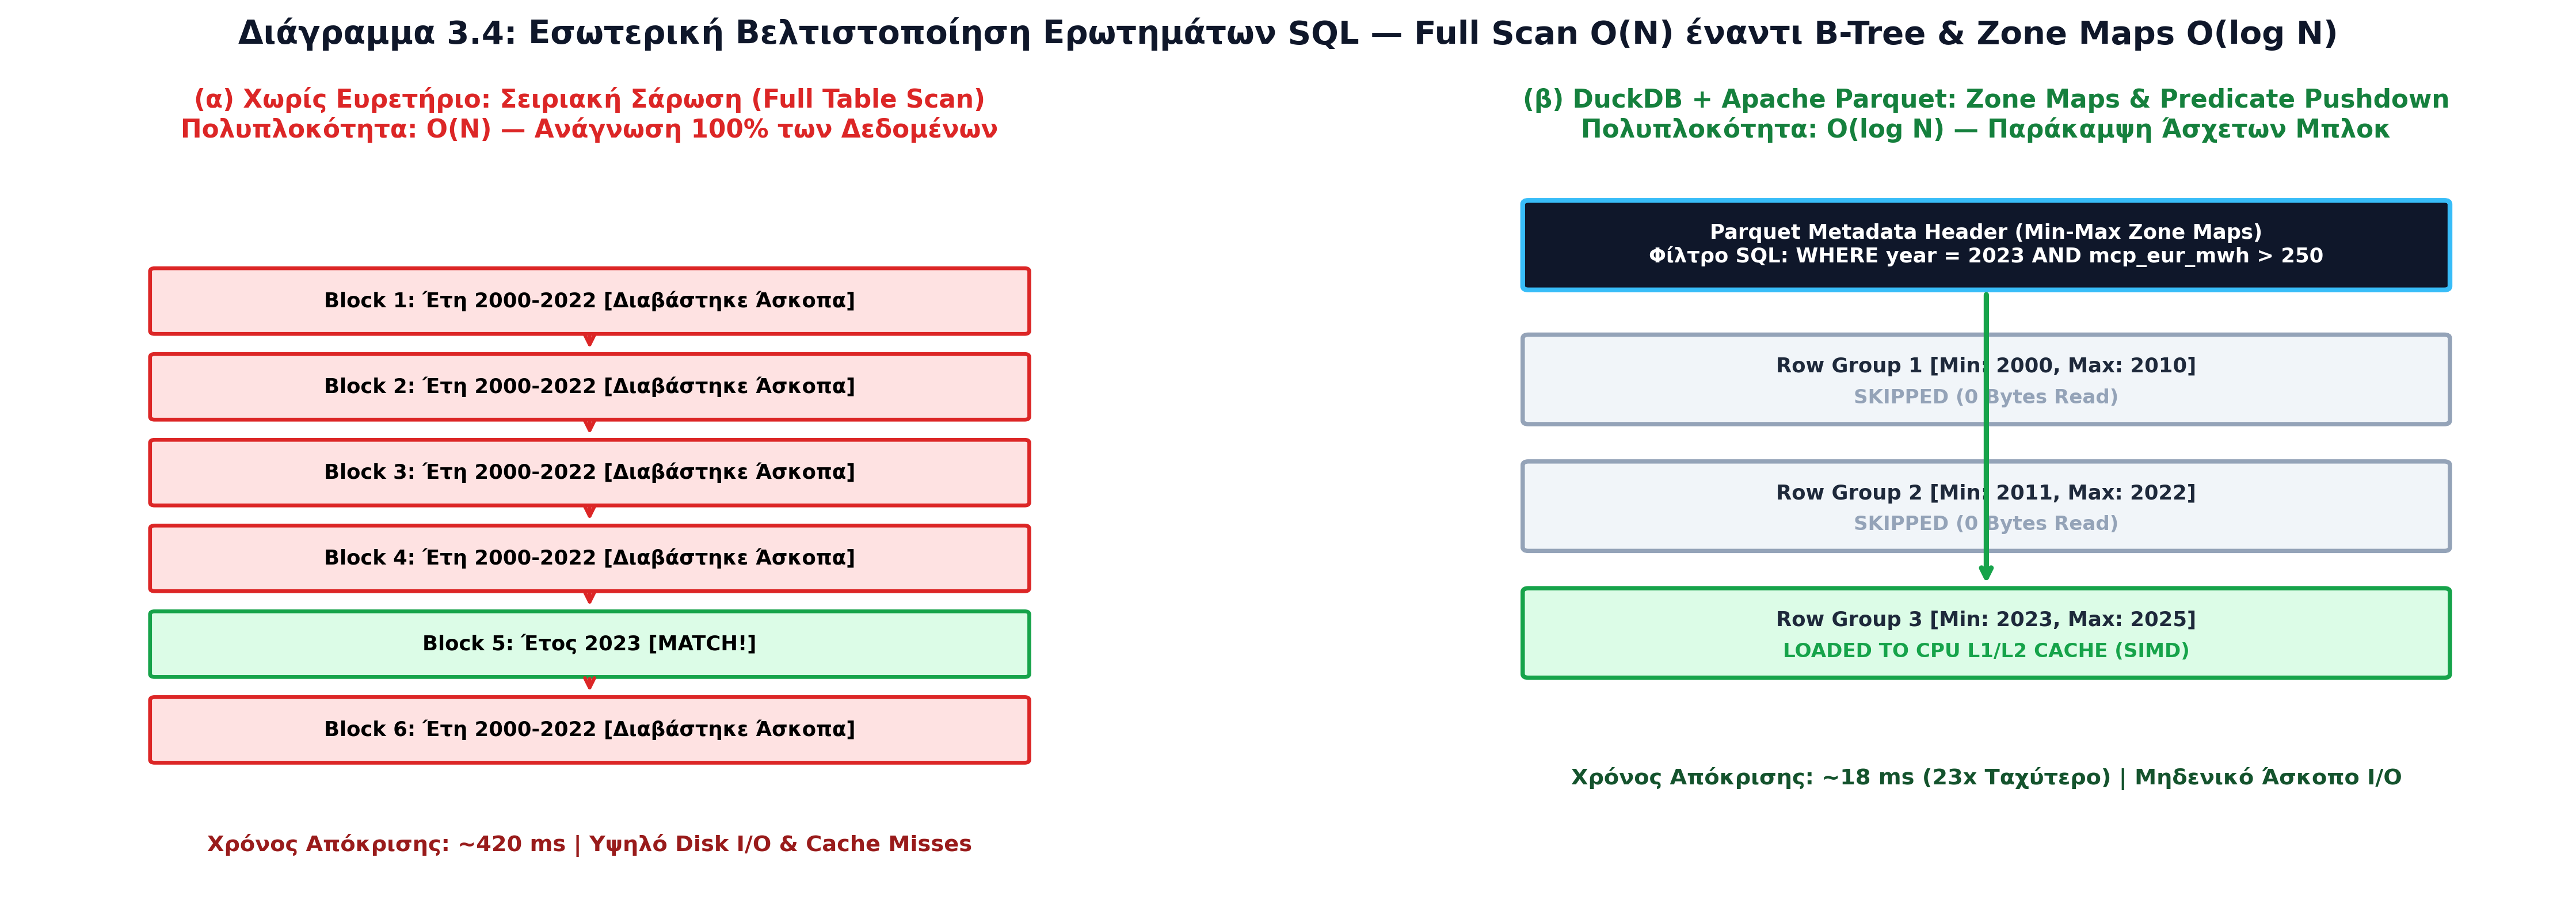 Διάγραμμα 3.4: Εσωτερική Βελτιστοποίηση Ερωτημάτων SQL — Full Scan O(N) έναντι B-Tree & Zone Maps O(log N)
(α) Χωρίς Ευρετήριο: Σειριακή Σάρωση (Full Table Scan)
Πολυπλοκότητα: O(N) — Ανάγνωση 100% των Δεδομένων
Block 1: Έτη 2000-2022 [Διαβάστηκε Άσκοπα]
Block 2: Έτη 2000-2022 [Διαβάστηκε Άσκοπα]
Block 3: Έτη 2000-2022 [Διαβάστηκε Άσκοπα]
Block 4: Έτη 2000-2022 [Διαβάστηκε Άσκοπα]
Block 5: Έτος 2023 [MATCH!]
Block 6: Έτη 2000-2022 [Διαβάστηκε Άσκοπα]
Χρόνος Απόκρισης: ~420 ms | Υψηλό Disk I/O & Cache Misses
(β) DuckDB + Apache Parquet: Zone Maps & Predicate Pushdown
Πολυπλοκότητα: O(log N) — Παράκαμψη Άσχετων Μπλοκ
Parquet Metadata Header (Min-Max Zone Maps)
Φίλτρο SQL: WHERE year = 2023 AND mcp_eur_mwh > 250
Row Group 1 [Min: 2000, Max: 2010]
SKIPPED (0 Bytes Read)
Row Group 2 [Min: 2011, Max: 2022]
SKIPPED (0 Bytes Read)
Row Group 3 [Min: 2023, Max: 2025]
LOADED TO CPU L1/L2 CACHE (SIMD)
Χρόνος Απόκρισης: ~18 ms (23x Ταχύτερο) | Μηδενικό Άσκοπο I/O